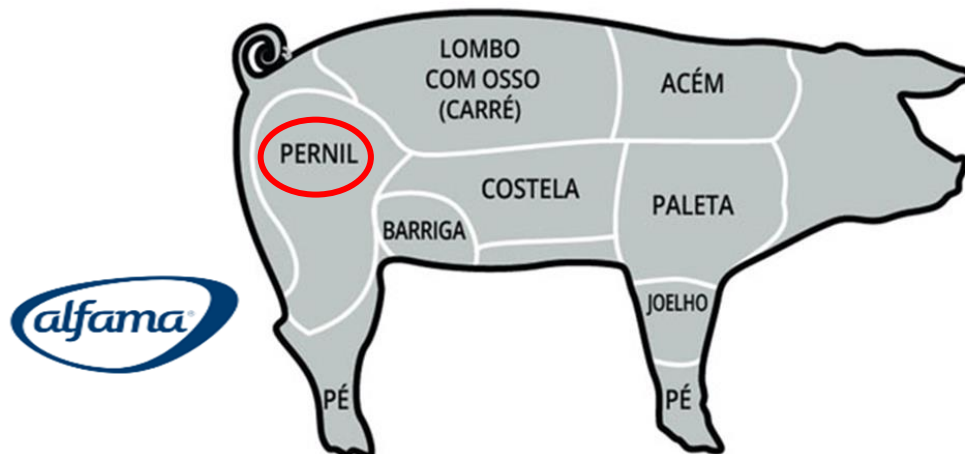 LOMBO
COM OSSO
(CARRÉ)
ACÉM
PERNIL
COSTELA
PALETA
BARRIGA
JOELHO
alfama®
PÉ
PÉ